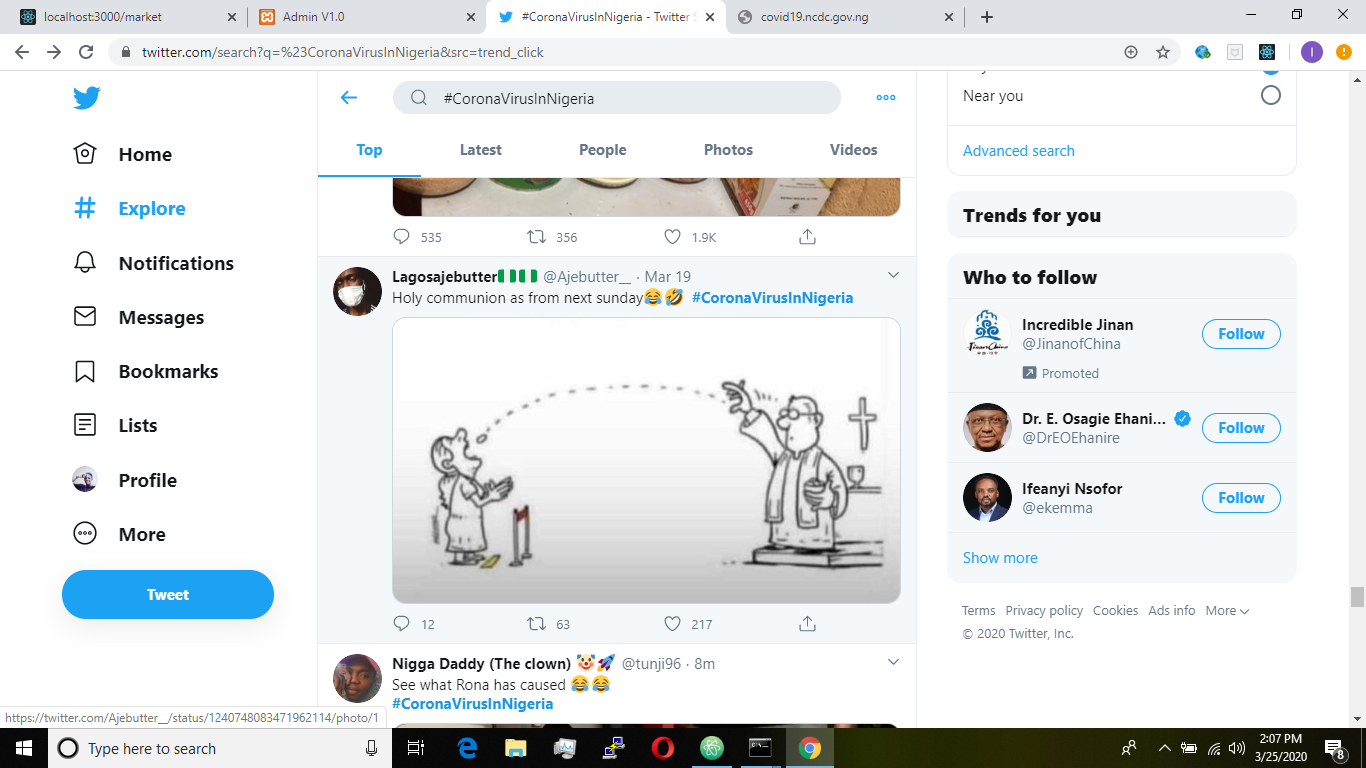 localhost:3000/market
Admin V1.0
#CoronaVirusInNigeria - Twitter S
covid19.ncdc.gov.ng
twitter.com/search?q=%23CoronaVirusInNigeria&src=trend_click
Home
Explore
Notifications
Messages
Bookmarks
Lists
Profile
More
Tweet
#CoronaVirusInNigeria
Top Latest People Photos Videos
535 356 1.9K
Lagosajebutter🇳🇬🇳🇬 @Ajebutter__ · Mar 19
Holy communion as from next sunday😂🤣 #CoronaVirusInNigeria
12 63 217
Nigga Daddy (The clown) 🤡🚀 @tunji96 · 8m
See what Rona has caused 😂😂
#CoronaVirusInNigeria
Near you
Advanced search
Trends for you
Who to follow
Incredible Jinan
@JinanofChina
Follow
Promoted
Dr. E. Osagie Ehani...
@DrEOEhanire
Follow
Ifeanyi Nsofor
@ekemma
Follow
Show more
Terms Privacy policy Cookies Ads info More
© 2020 Twitter, Inc.
https://twitter.com/Ajebutter__/status/1240748083471962114/photo/1
Type here to search
2:07 PM
3/25/2020
8